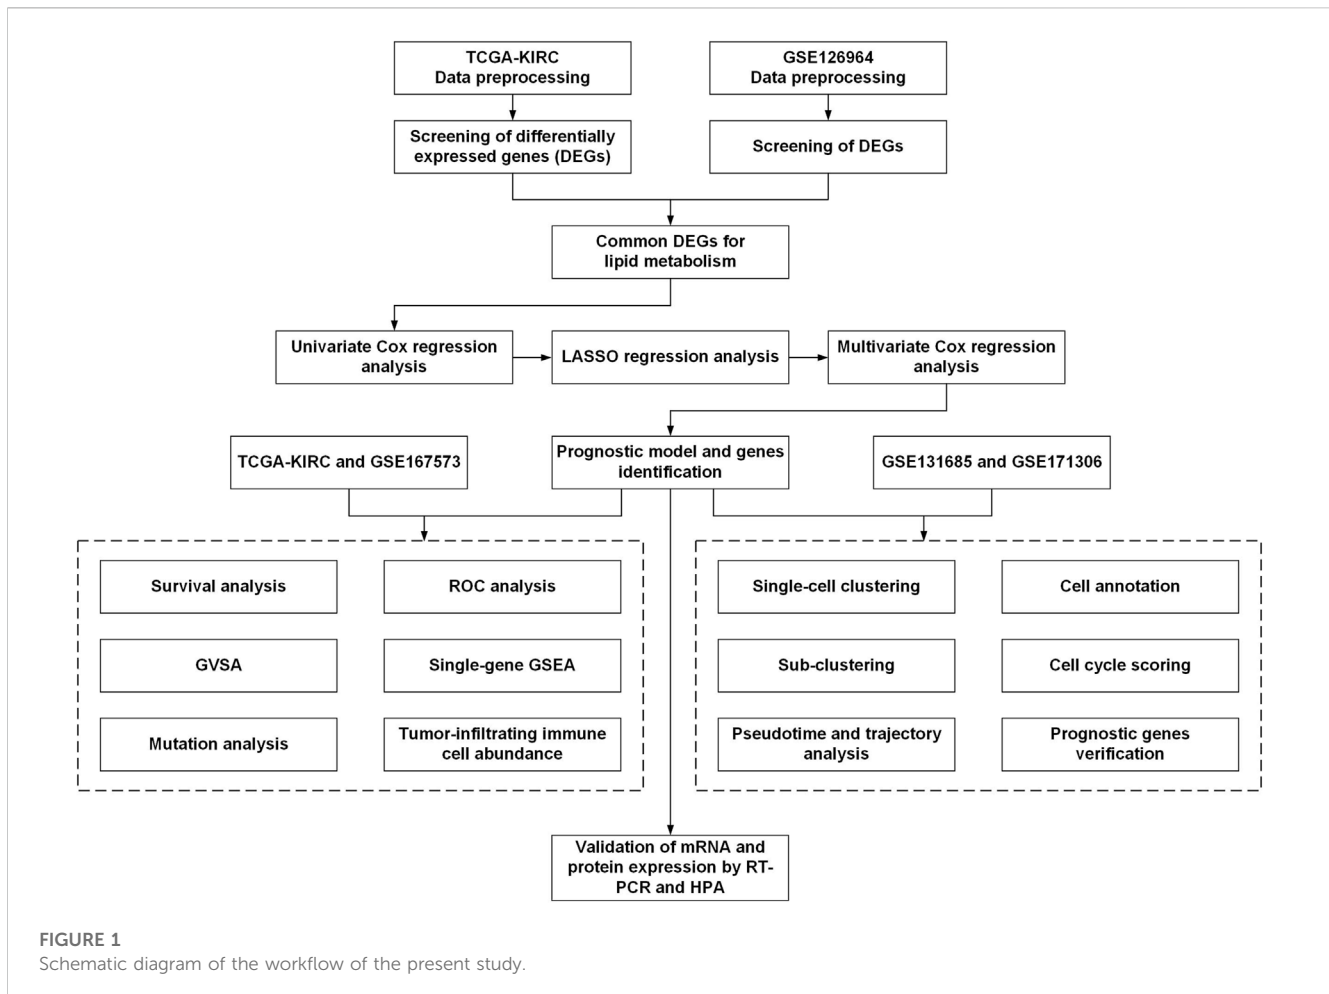 TCGA-KIRC
Data preprocessing
GSE126964
Data preprocessing
Screening of differentially
expressed genes (DEGs)
Screening of DEGs
Common DEGs for
lipid metabolism
Univariate Cox regression
analysis
LASSO regression analysis
Multivariate Cox regression
analysis
TCGA-KIRC and GSE167573
Prognostic model and genes
identification
GSE131685 and GSE171306
Survival analysis
ROC analysis
GVSA
Single-gene GSEA
Mutation analysis
Tumor-infiltrating immune
cell abundance
Single-cell clustering
Cell annotation
Sub-clustering
Cell cycle scoring
Pseudotime and trajectory
analysis
Prognostic genes
verification
Validation of mRNA and
protein expression by RT-
PCR and HPA
FIGURE 1
Schematic diagram of the workflow of the present study.